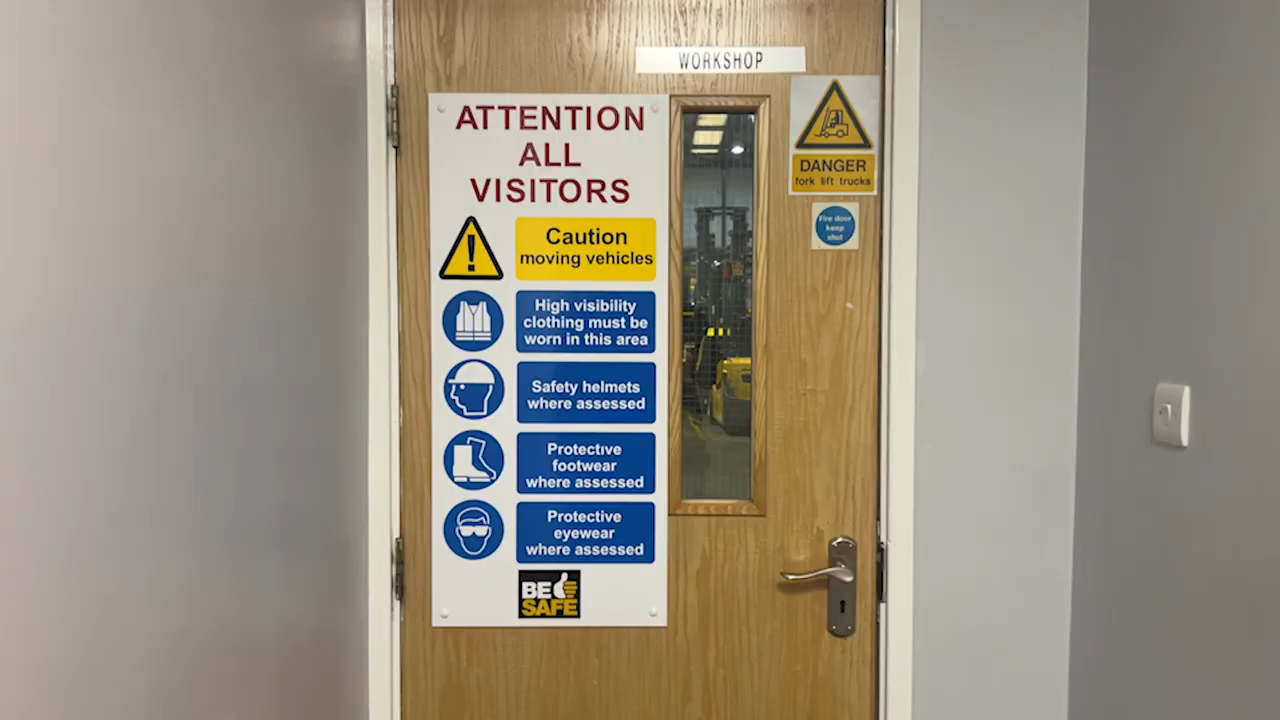 WORKSHOP
ATTENTION
ALL
VISITORS
Caution
moving vehicles
High visibility
clothing must be
worn in this area
Safety helmets
where assessed
Protective
footwear
where assessed
Protective
eyewear
where assessed
BE
SAFE
DANGER
fork lift trucks
Fire door
keep
shut